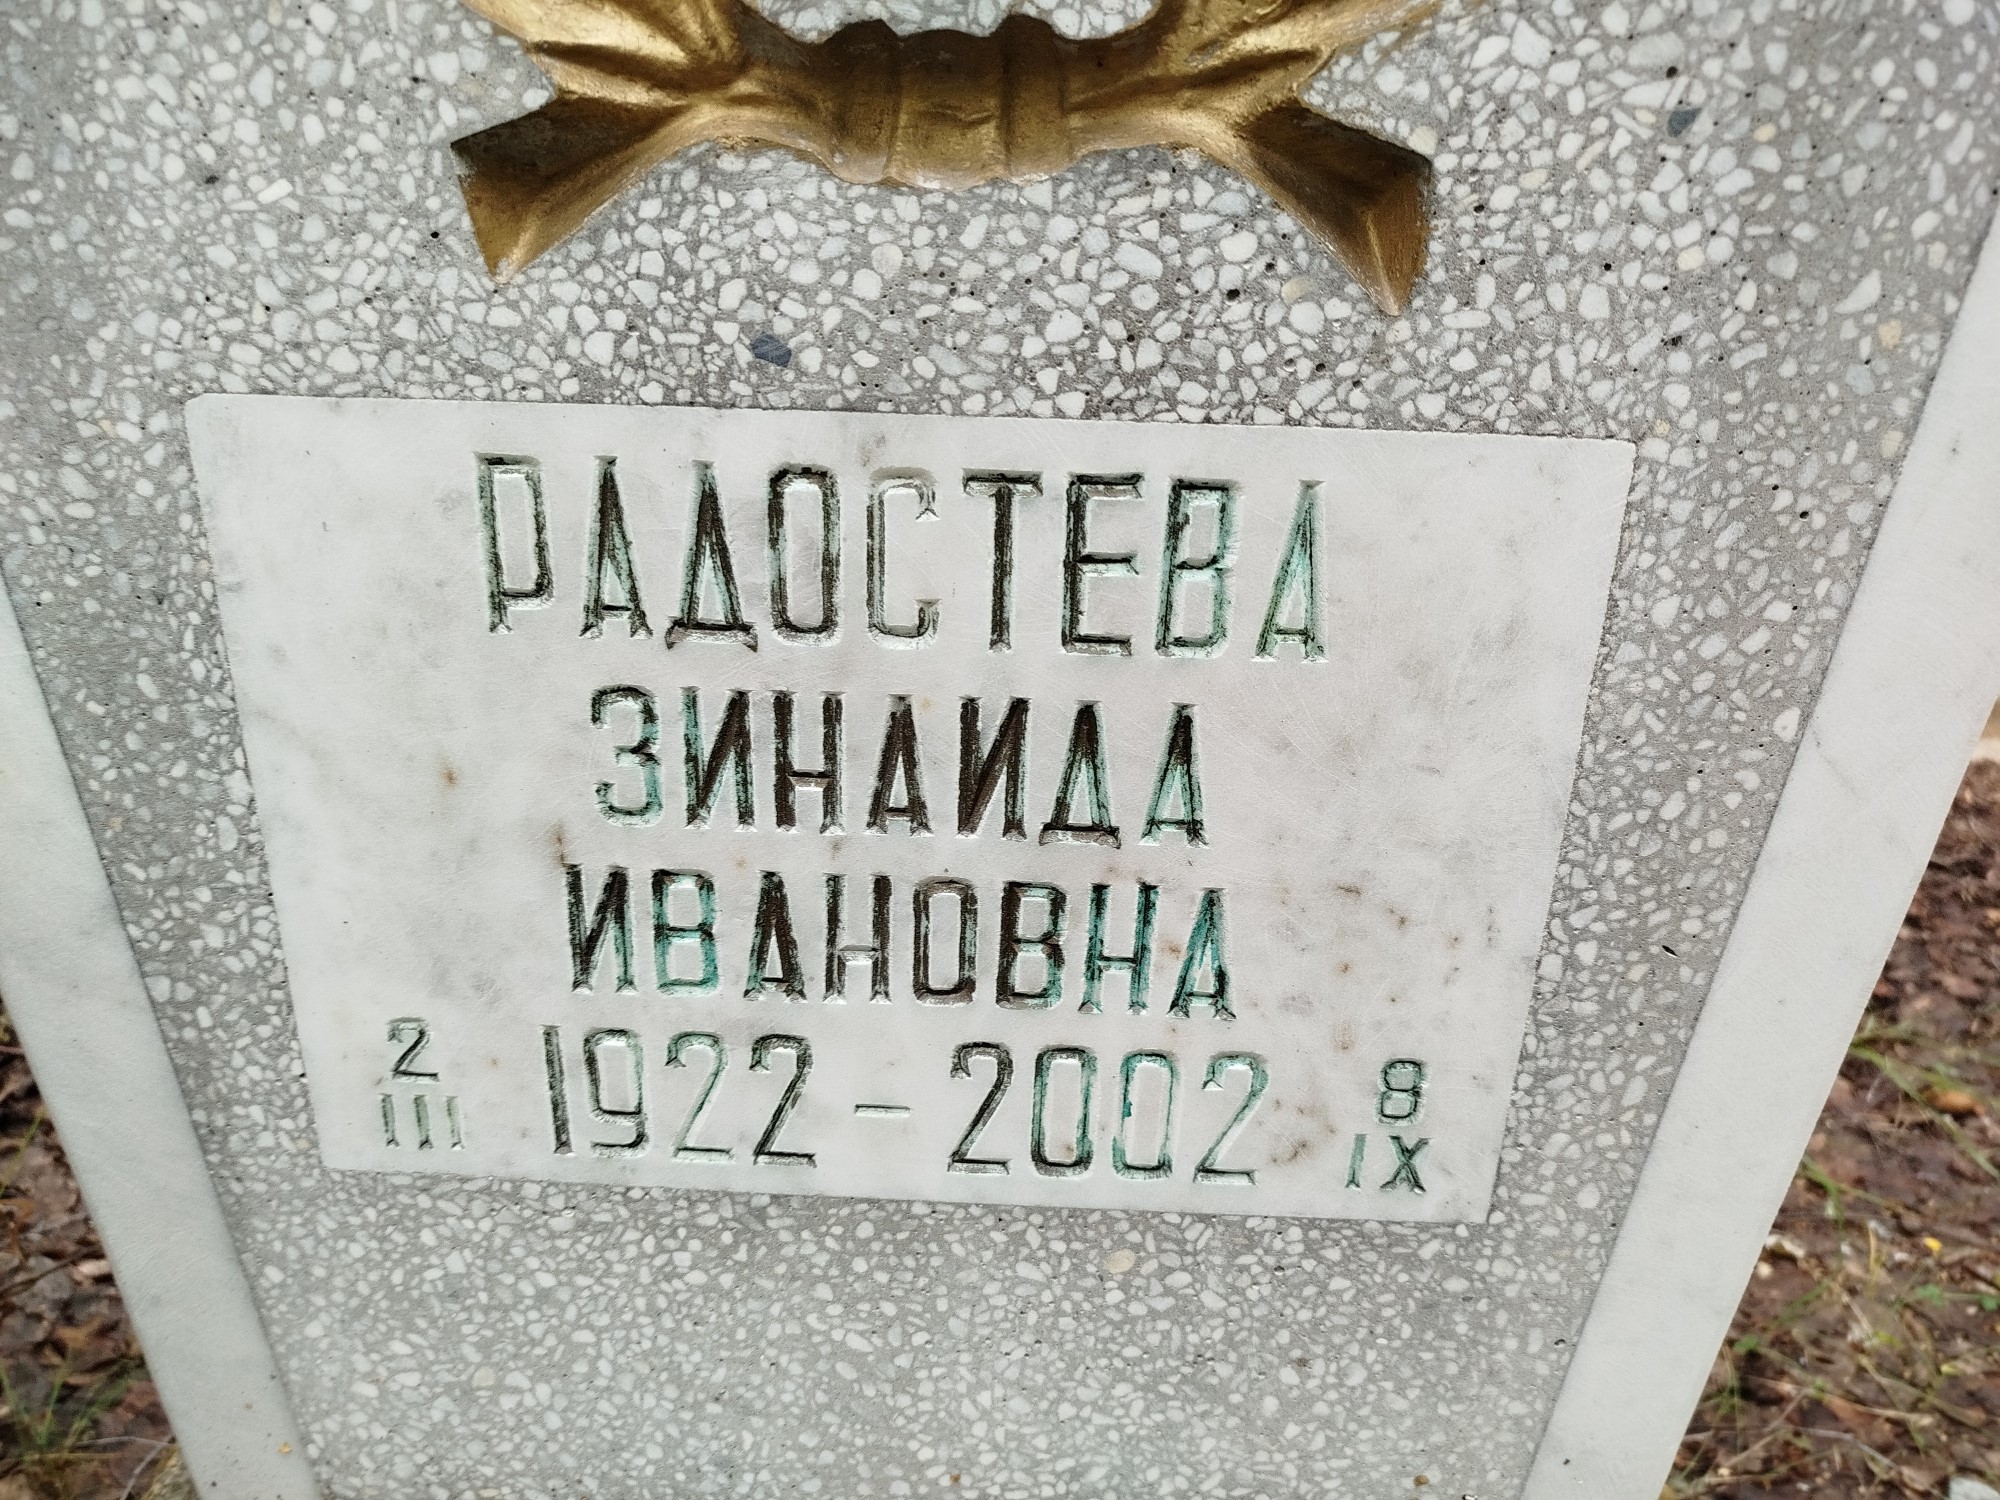 РАДОСТЕВА
ЗИНАИДА
ИВАНОВНА
2 III 1922 – 2002 8 IX